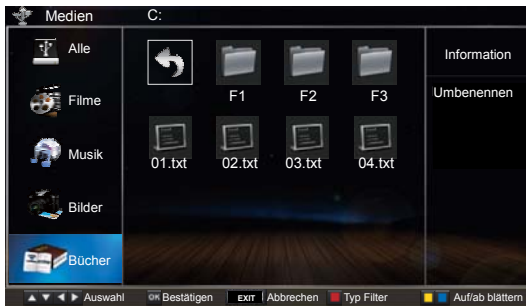 Medien C:
Alle
Filme
Musik
Bilder
Bücher
F1 F2 F3
01.txt 02.txt 03.txt 04.txt
Information
Umbenennen
Auswahl OK Bestätigen EXIT Abbrechen Typ Filter Auf/ab blättern